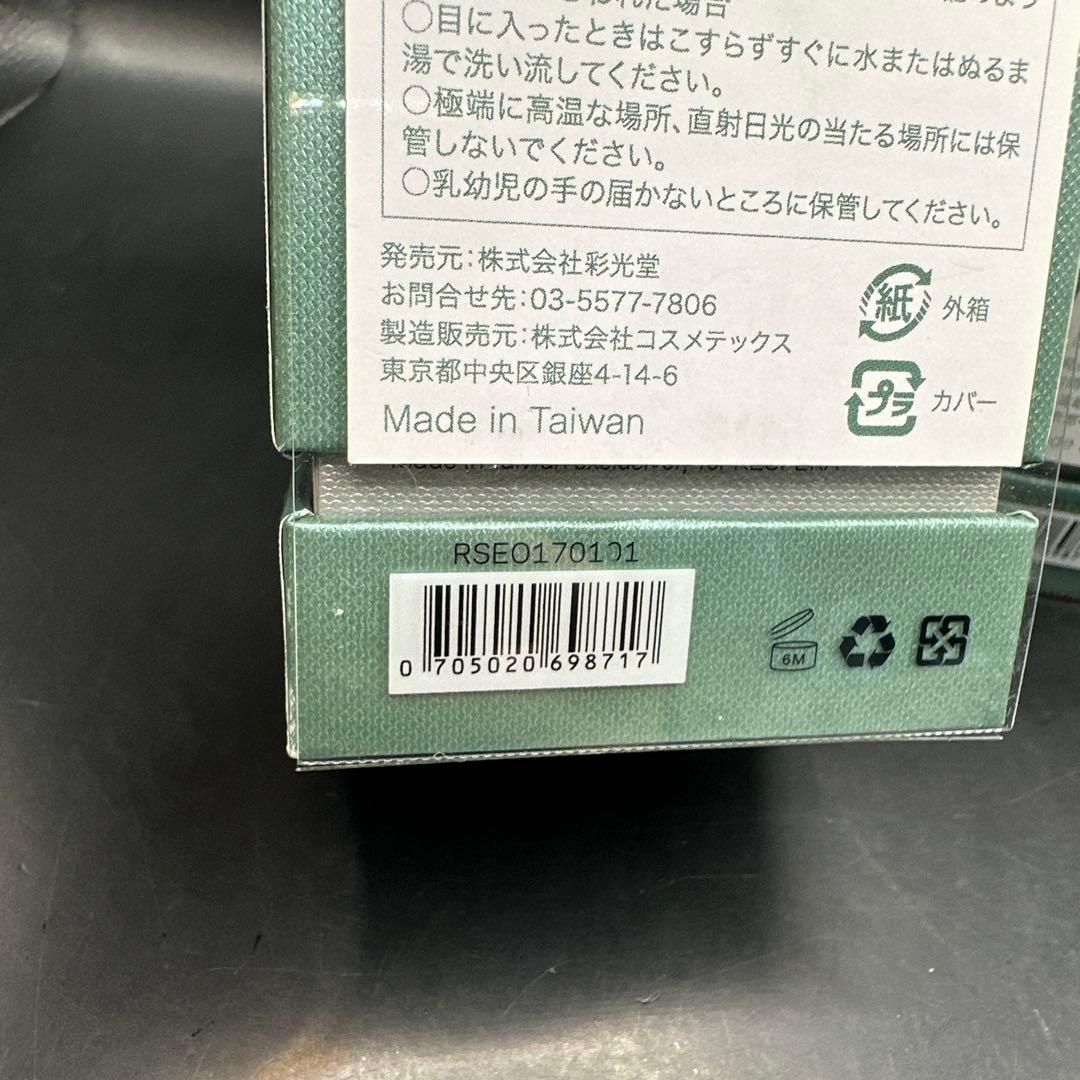 場合
○目に入ったときはこすらずすぐに水またはぬるま
湯で洗い流してください。
○極端に高温な場所、直射日光の当たる場所には保
管しないでください。
○乳幼児の手の届かないところに保管してください。
発売元:株式会社彩光堂
お問合せ先:03-5577-7806
製造販売元:株式会社コスメテックス
東京都中央区銀座4-14-6
Made in Taiwan
紙 外箱
プラ カバー
RSEO170101
0 705020 698717
6M